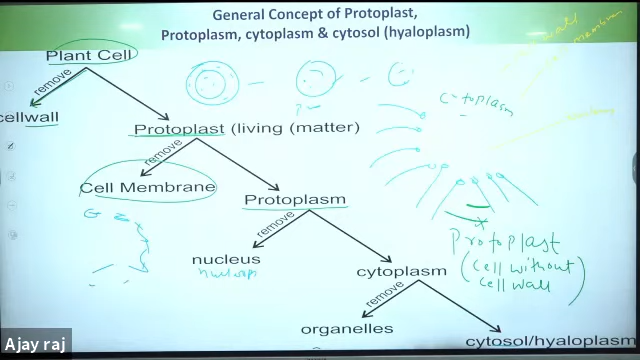 General Concept of Protoplast,
Protoplasm, cytoplasm & cytosol (hyaloplasm)
Plant Cell
remove
cellwall
cytoplasm
Protoplast (living (matter)
remove
Cell Membrane
Protoplasm
remove
nucleus
cytoplasm
Protoplast
(cell without
cell wall)
remove
organelles
cytosol/hyaloplasm
Ajay raj